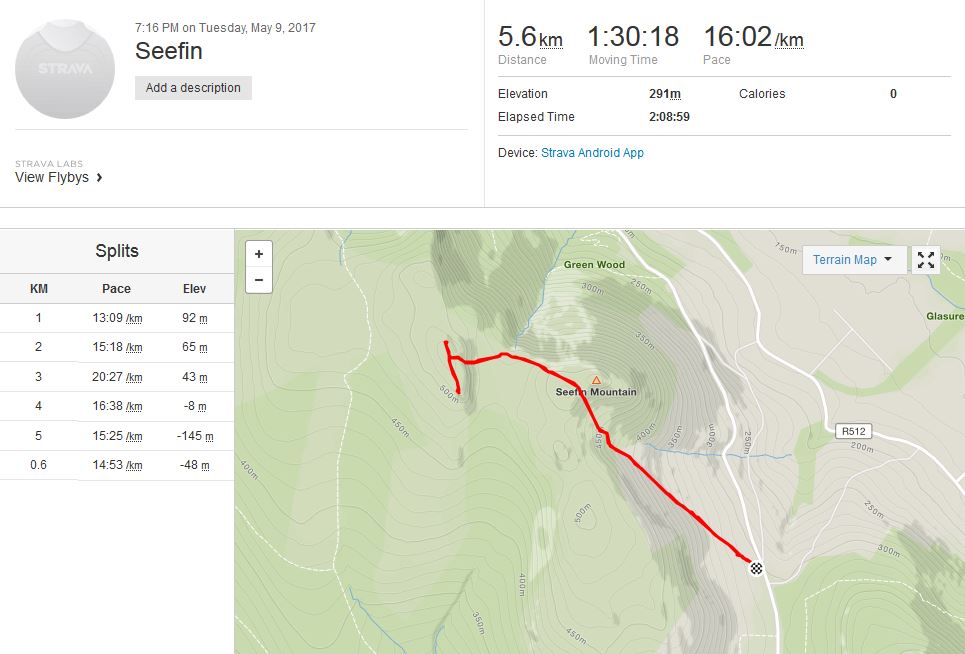 7:16 PM on Tuesday, May 9, 2017
Seefin
STRAVA
Add a description
STRAVA LABS
View Flybys
5.6km 1:30:18 16:02/km
Distance Moving Time Pace
Elevation 291m Calories 0
Elapsed Time 2:08:59
Device: Strava Android App
Splits
KM Pace Elev
1 13:09 /km 92 m
2 15:18 /km 65 m
3 20:27 /km 43 m
4 16:38 /km -8 m
5 15:25 /km -145 m
0.6 14:53 /km -48 m
+
−
Terrain Map
Green Wood
Glasure
Seefin Mountain
R512
750m
300m
250m
350m
500m
450m
400m
450m
400m
350m
300m
250m
200m
500m
250m
300m
400m
350m
450m